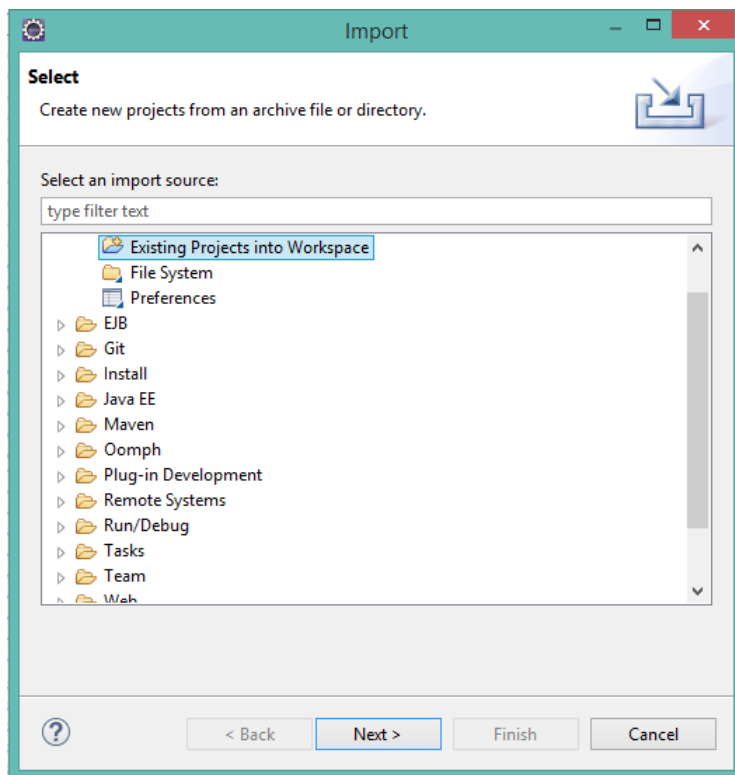 Import
Select
Create new projects from an archive file or directory.
Select an import source:
type filter text
Existing Projects into Workspace
File System
Preferences
EJB
Git
Install
Java EE
Maven
Oomph
Plug-in Development
Remote Systems
Run/Debug
Tasks
Team
Web
?
< Back Next > Finish Cancel